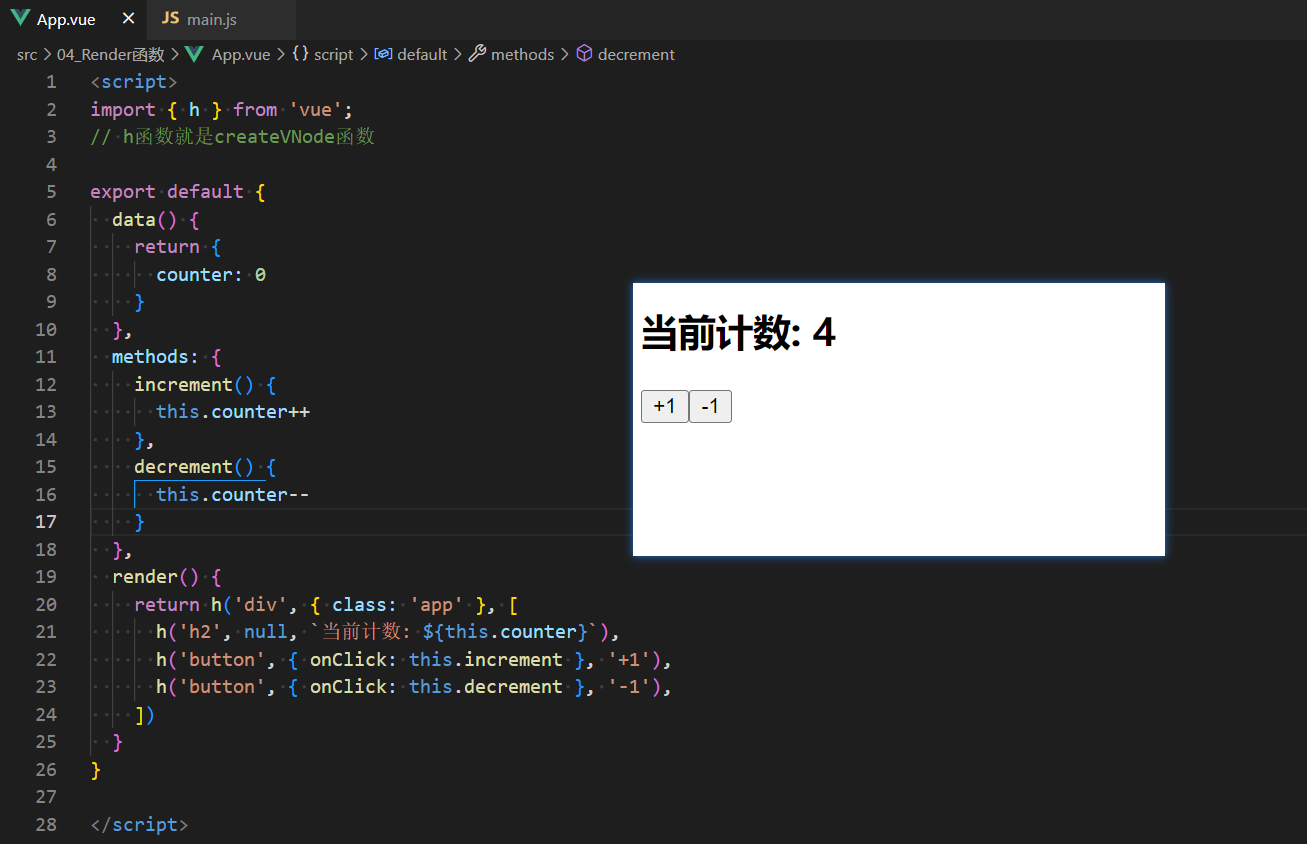 App.vue × JS main.js
src > 04_Render函数 > App.vue > {} script > default > methods > decrement
1 <script>
2 import { h } from 'vue';
3 // h函数就是createVNode函数
4
5 export default {
6 data() {
7 return {
8 counter: 0
9 }
10 },
11 methods: {
12 increment() {
13 this.counter++
14 },
15 decrement() {
16 this.counter--
17 }
18 },
19 render() {
20 return h('div', { class: 'app' }, [
21 h('h2', null, `当前计数: ${this.counter}`),
22 h('button', { onClick: this.increment }, '+1'),
23 h('button', { onClick: this.decrement }, '-1'),
24 ])
25 }
26 }
27
28 </script>
当前计数: 4
+1 -1